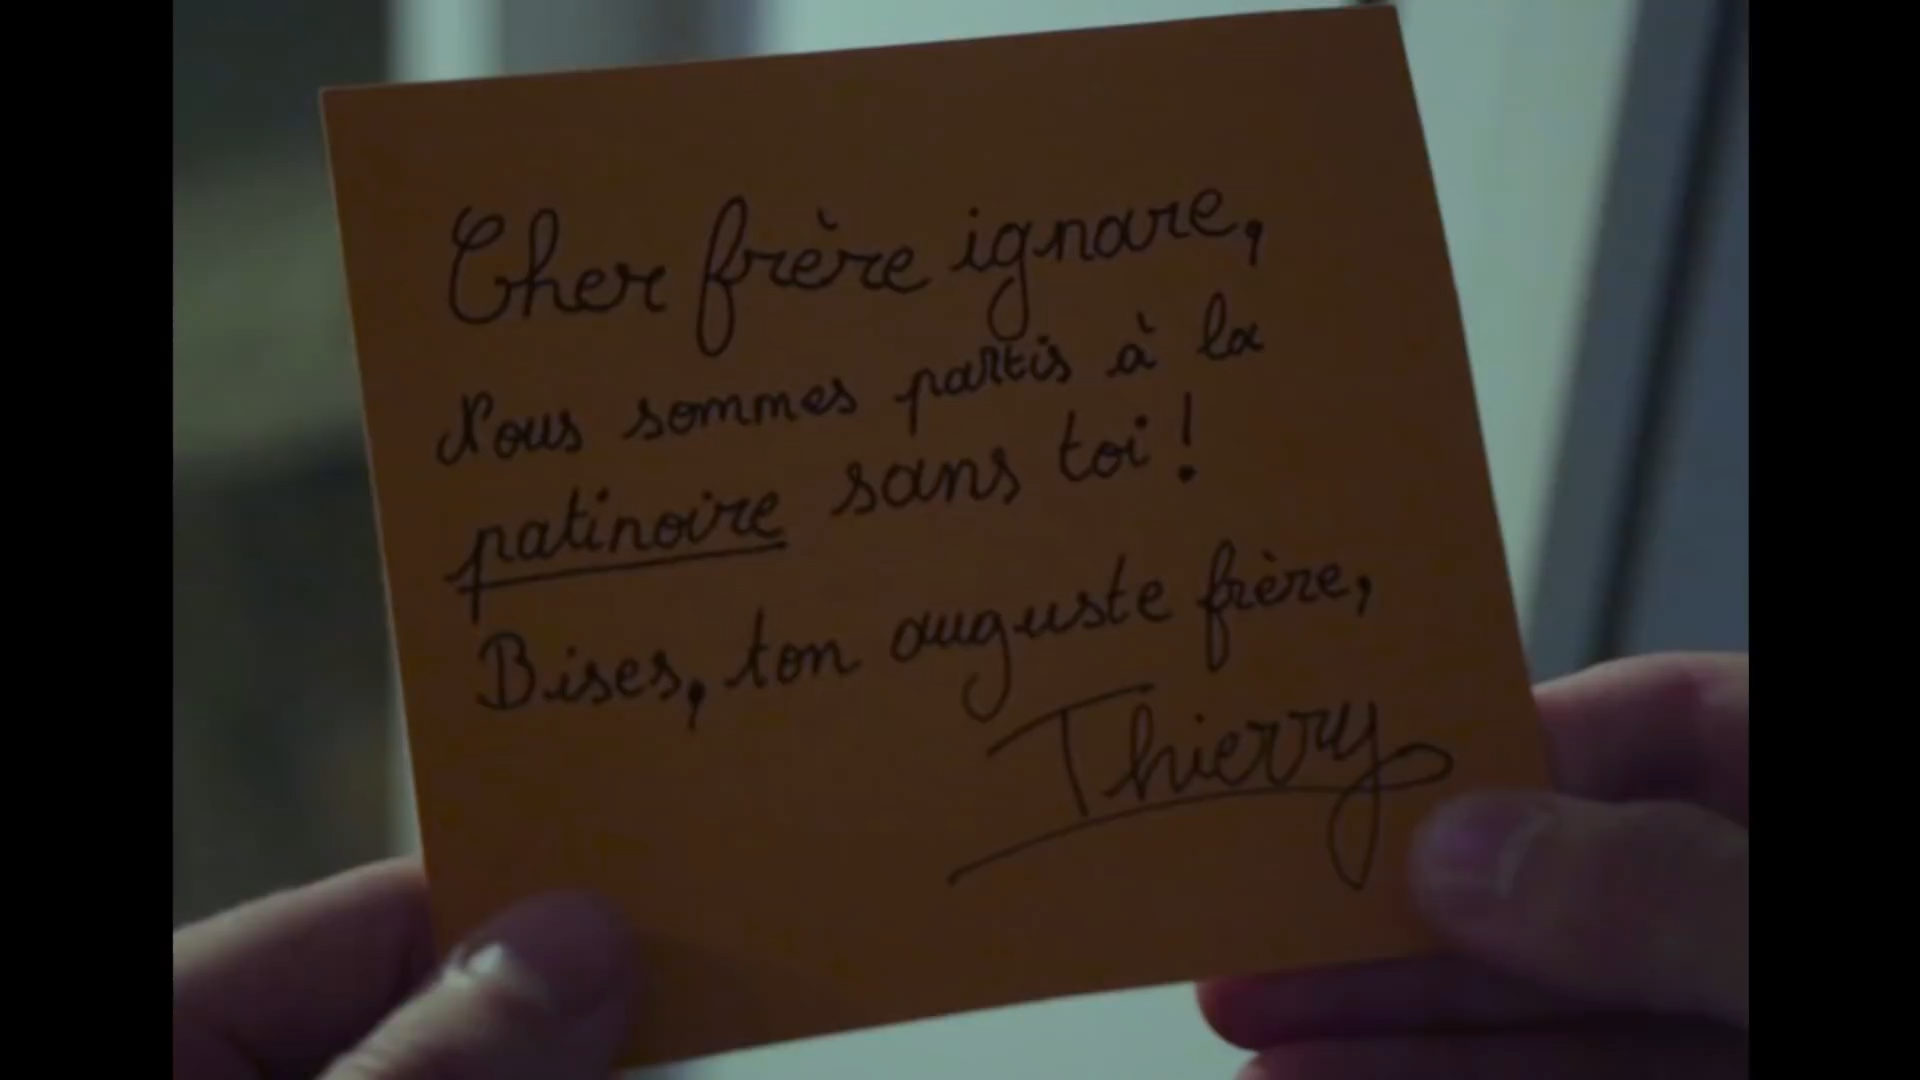 Cher frère ignare,
Nous sommes partis à la
patinoire sans toi !
Bises, ton auguste frère,
Thierry